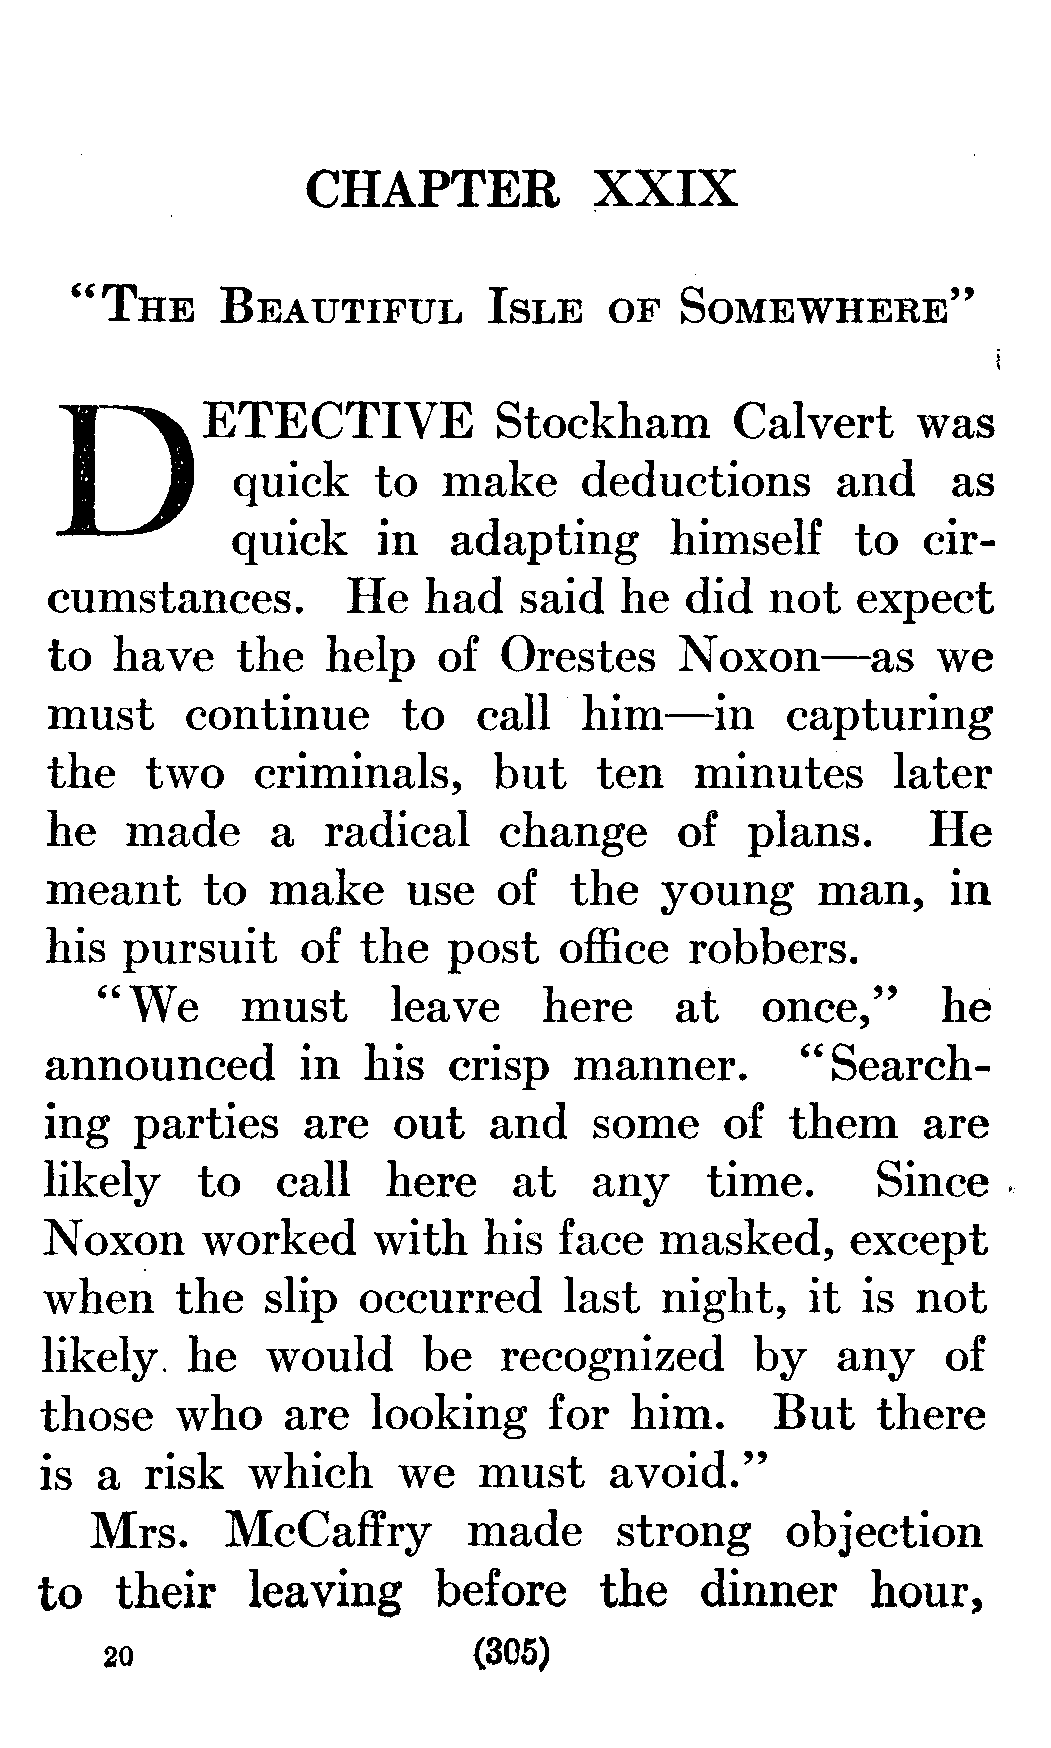 CHAPTER XXIX
“THE BEAUTIFUL ISLE OF SOMEWHERE”
DETECTIVE Stockham Calvert was
quick to make deductions and as
quick in adapting himself to cir-
cumstances. He had said he did not expect
to have the help of Orestes Noxon—as we
must continue to call him—in capturing
the two criminals, but ten minutes later
he made a radical change of plans. He
meant to make use of the young man, in
his pursuit of the post office robbers.
“We must leave here at once,” he
announced in his crisp manner. “Search-
ing parties are out and some of them are
likely to call here at any time. Since
Noxon worked with his face masked, except
when the slip occurred last night, it is not
likely he would be recognized by any of
those who are looking for him. But there
is a risk which we must avoid.”
Mrs. McCaffry made strong objection
to their leaving before the dinner hour,
20 (305)